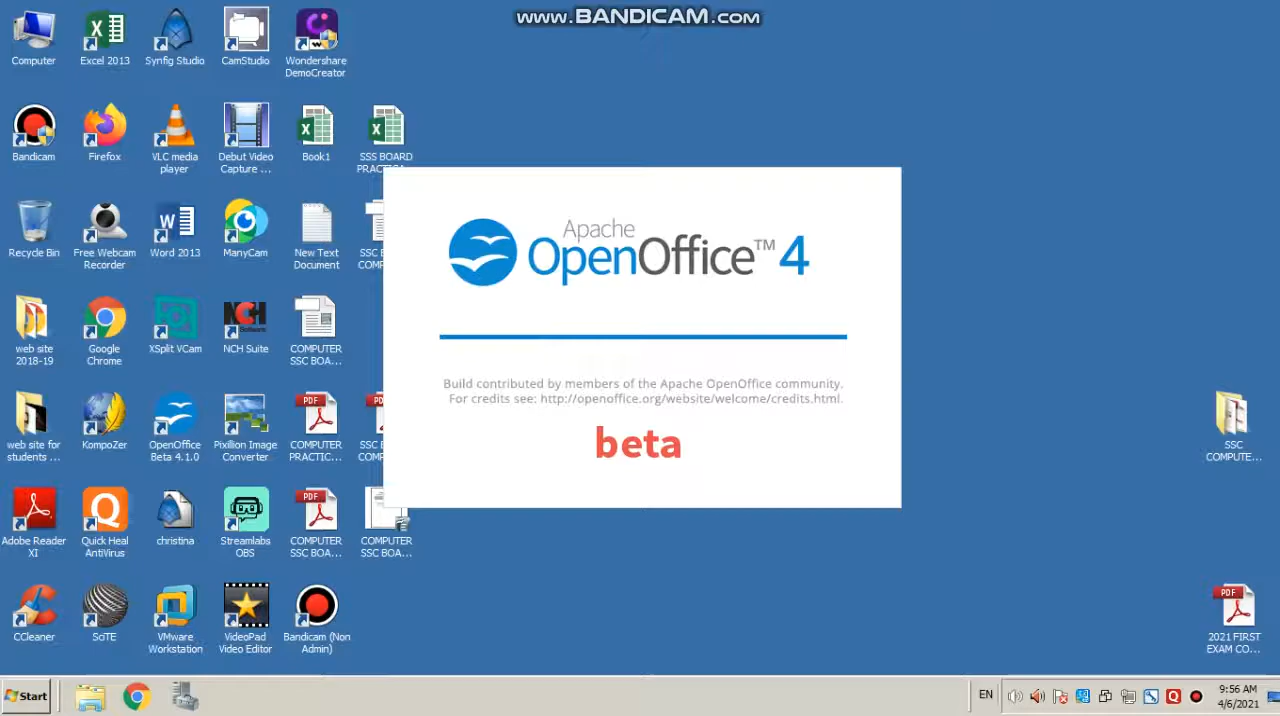 www.BANDICAM.com
Computer
Excel 2013
Synfig Studio
CamStudio
Wondershare
DemoCreator
Bandicam
Firefox
VLC media
player
Debut Video
Capture ...
Book1
SSS BOARD
Recycle Bin
Free Webcam
Recorder
Word 2013
ManyCam
New Text
Document
SSC
web site
2018-19
Google
Chrome
XSplit VCam
NCH
Software
NCH Suite
COMPUTER
SSC BOA...
web site for
students ...
KompoZer
OpenOffice
Beta 4.1.0
Pixillion Image
Converter
PDF
COMPUTER
PRACTIC...
Adobe Reader
XI
Quick Heal
AntiVirus
christina
Streamlabs
OBS
PDF
COMPUTER
SSC BOA...
COMPUTER
SSC BOA...
CCleaner
SciTE
VMware
Workstation
VideoPad
Video Editor
Bandicam (Non
Admin)
Apache
OpenOffice™ 4
Build contributed by members of the Apache OpenOffice community.
For credits see: http://openoffice.org/website/welcome/credits.html.
beta
SSC
COMPUTE...
PDF
2021 FIRST
EXAM CO...
Start
EN
9:56 AM
4/6/2021